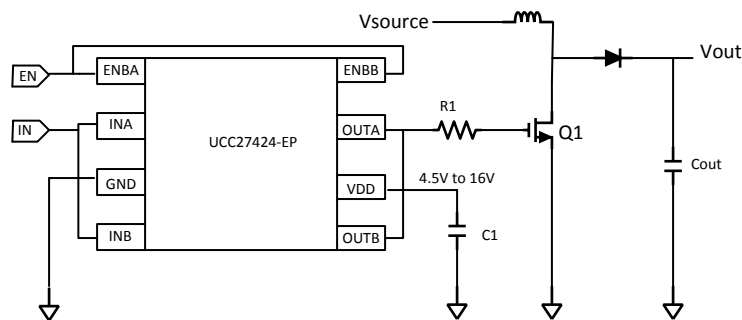 Vsource
EN
ENBA
ENBB
Vout
IN
INA
UCC27424-EP
OUTA
R1
Q1
GND
VDD
4.5V to 16V
Cout
INB
OUTB
C1